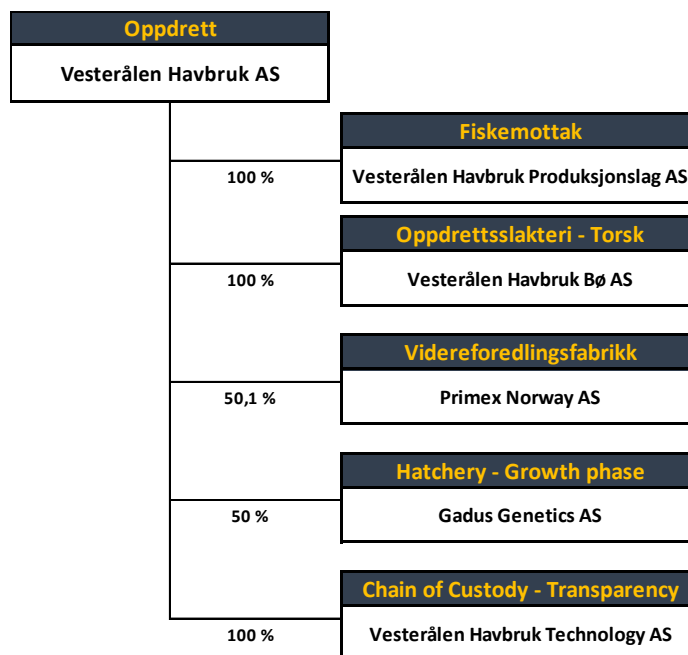 Oppdrett
Vesterålen Havbruk AS
Fiskemottak
100 %
Vesterålen Havbruk Produksjonslag AS
Oppdrettsslakteri - Torsk
100 %
Vesterålen Havbruk Bø AS
Videreforedlingsfabrikk
50,1 %
Primex Norway AS
Hatchery - Growth phase
50 %
Gadus Genetics AS
Chain of Custody - Transparency
100 %
Vesterålen Havbruk Technology AS